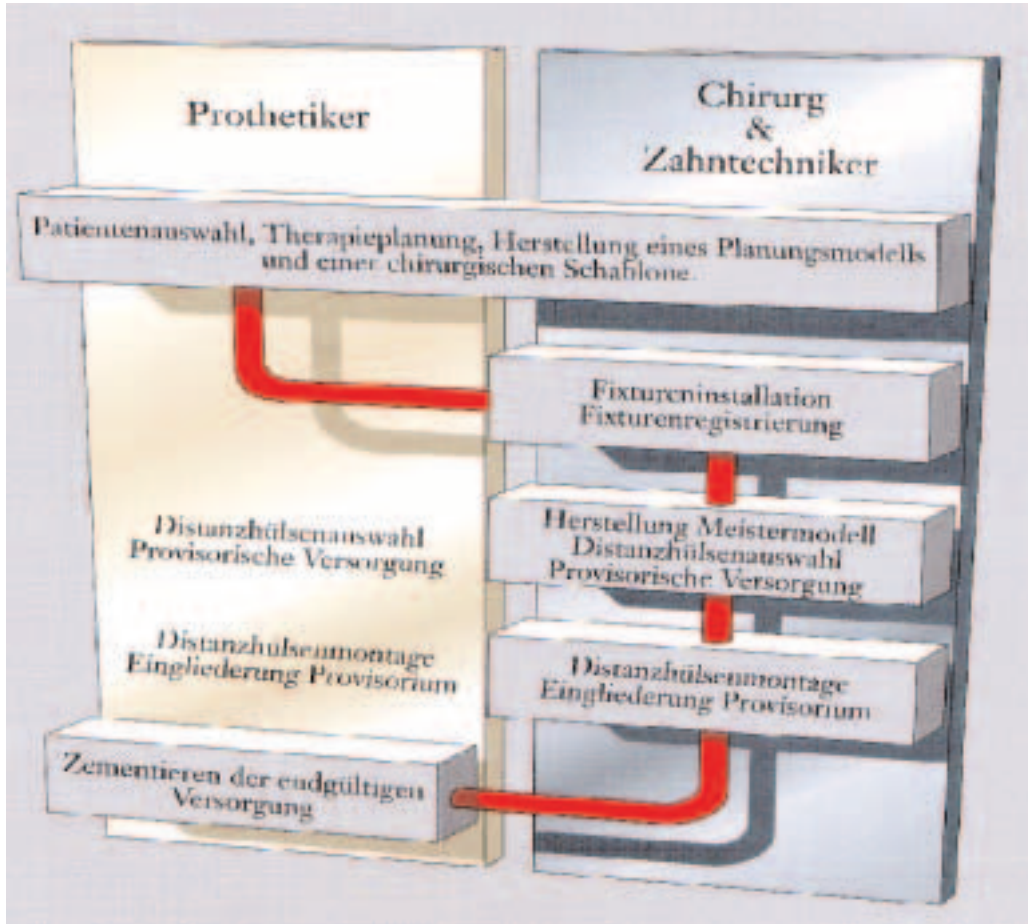 Prothetiker
Chirurg
&
Zahntechniker
Patientenauswahl, Therapieplanung, Herstellung eines Planungsmodells
und einer chirurgischen Schablone.
Fixtureninstallation
Fixturenregistrierung
Distanzhülsenauswahl
Provisorische Versorgung
Herstellung Meistermodell
Distanzhülsenauswahl
Provisorische Versorgung
Distanzhülsenmontage
Eingliederung Provisorium
Distanzhülsenmontage
Eingliederung Provisorium
Zementieren der endgültigen
Versorgung